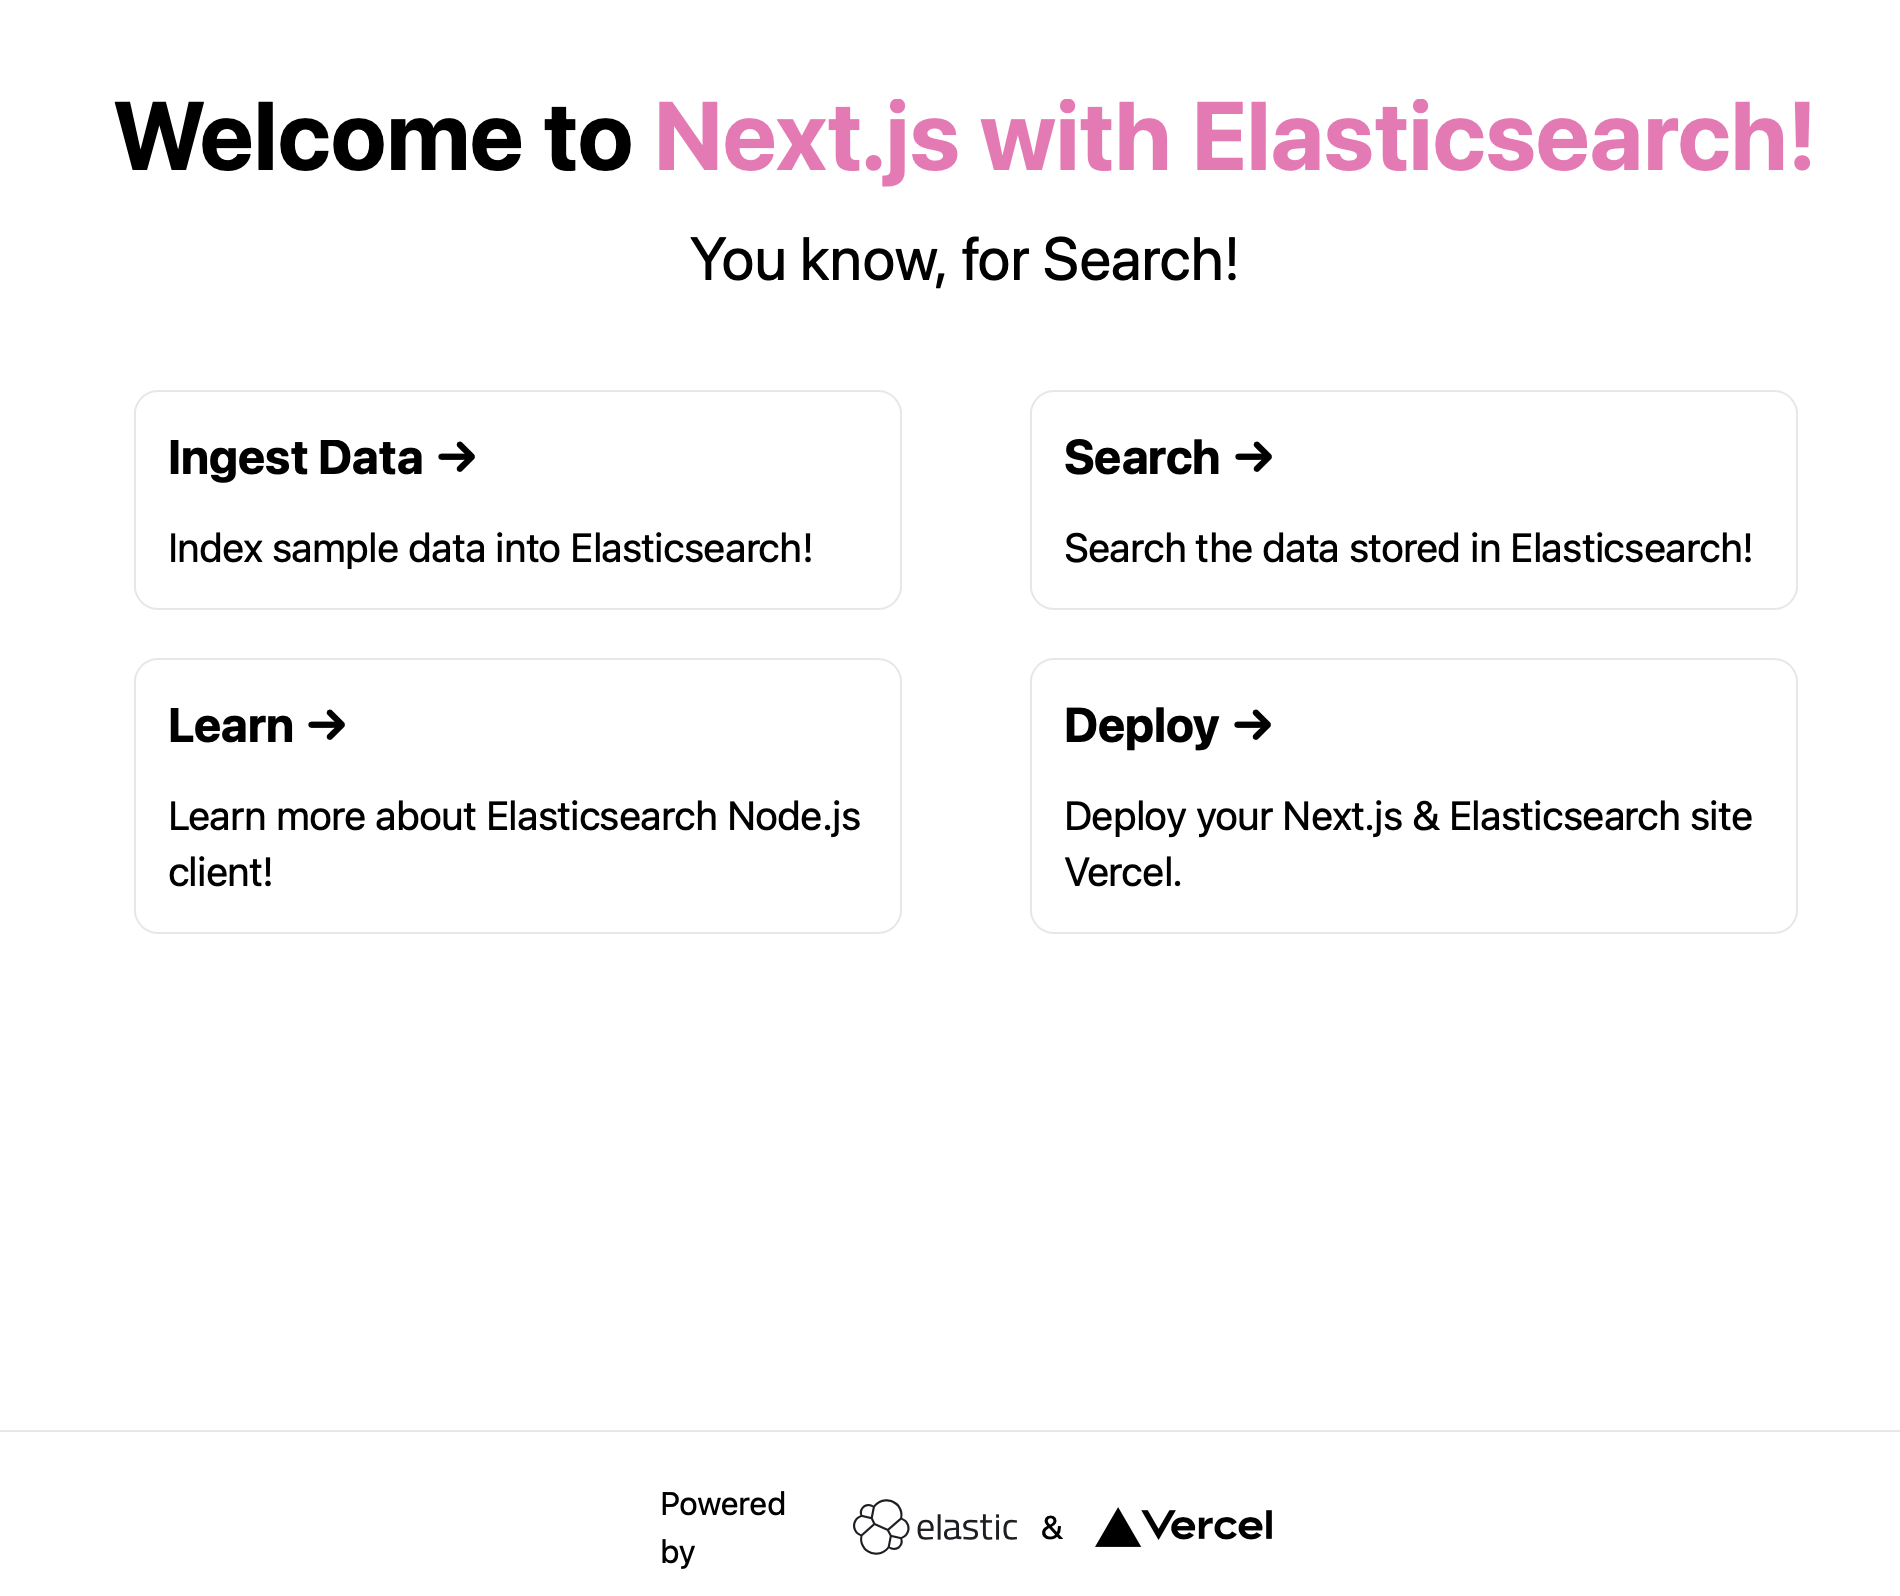 Welcome to Next.js with Elasticsearch!
You know, for Search!
Ingest Data →
Index sample data into Elasticsearch!
Search →
Search the data stored in Elasticsearch!
Learn →
Learn more about Elasticsearch Node.js
client!
Deploy →
Deploy your Next.js & Elasticsearch site
Vercel.
Powered
by
elastic & Vercel